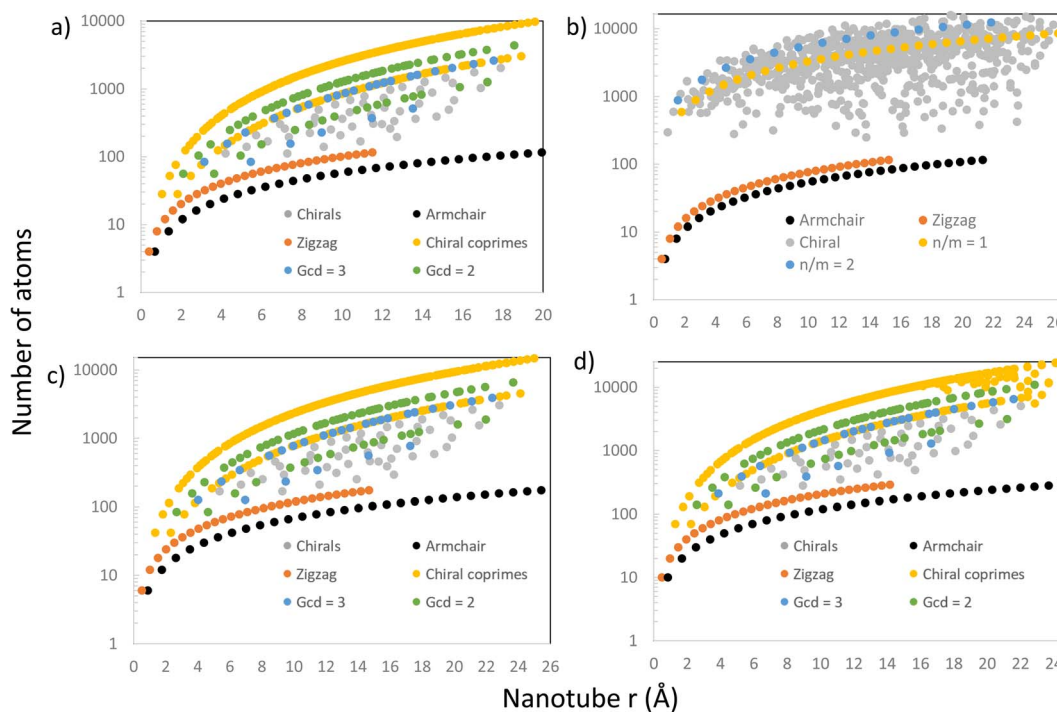 a)
10000
1000
100
10
1
0 2 4 6 8 10 12 14 16 18 20
Chirals Armchair
Zigzag Chiral coprimes
Gcd = 3 Gcd = 2
b)
10000
1000
100
10
1
0 2 4 6 8 10 12 14 16 18 20 22 24 26
Armchair Zigzag
Chiral n/m = 1
n/m = 2
Number of atoms
c)
10000
1000
100
10
1
0 2 4 6 8 10 12 14 16 18 20 22 24 26
Chirals Armchair
Zigzag Chiral coprimes
Gcd = 3 Gcd = 2
d)
10000
1000
100
10
1
0 2 4 6 8 10 12 14 16 18 20 22 24
Chirals Armchair
Zigzag Chiral coprimes
Gcd = 3 Gcd = 2
Nanotube r (Å)